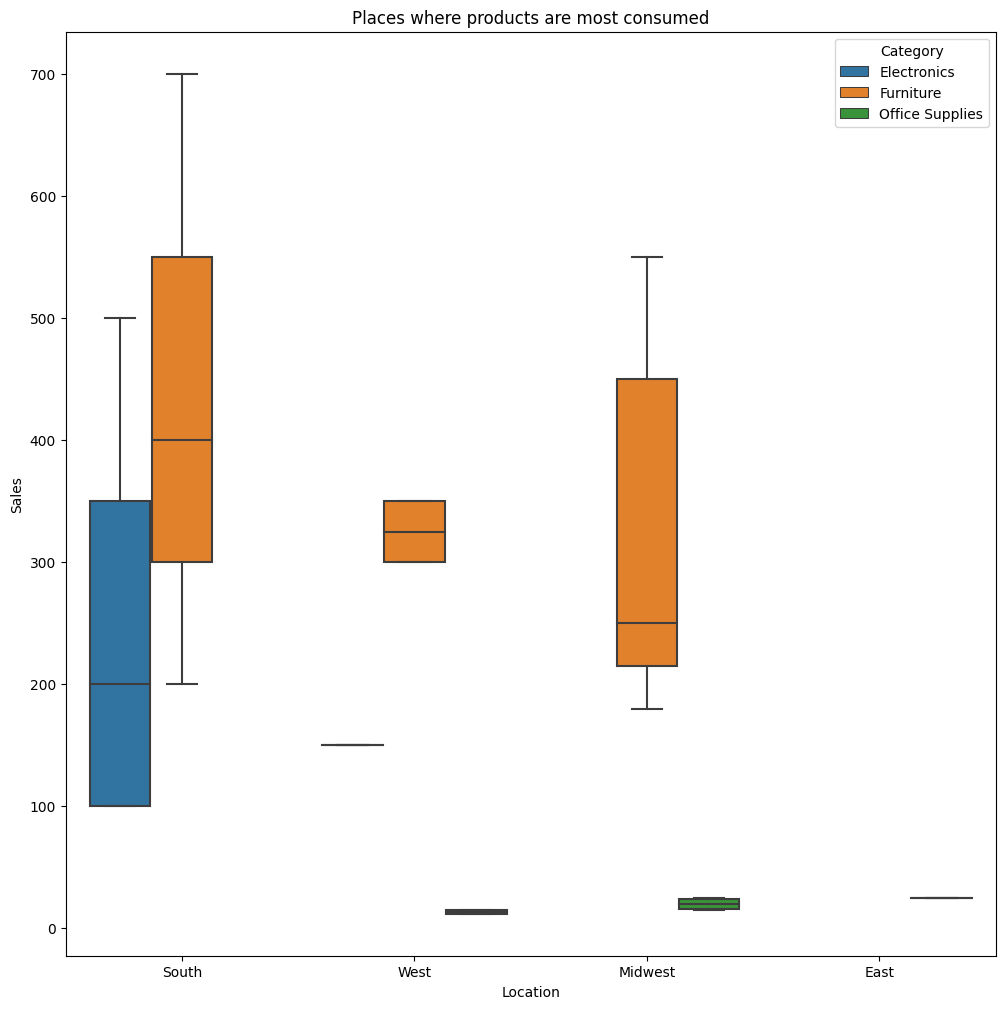 Places where products are most consumed
Category
Electronics
Furniture
Office Supplies
700
600
500
400
300
200
100
0
Sales
South
West
Midwest
East
Location